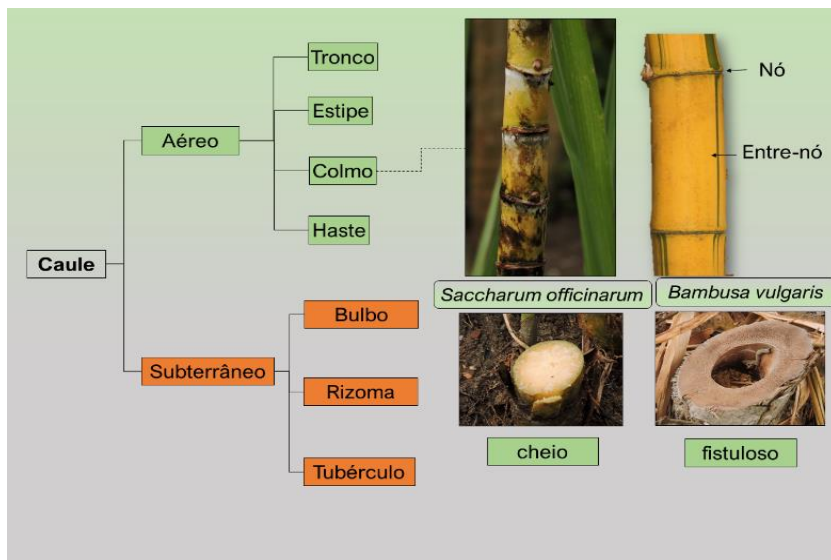 Tronco
Estipe
Aéreo
Colmo
Haste
Caule
Bulbo
Subterrâneo
Rizoma
Tubérculo
Nó
Entre-nó
Saccharum officinarum
Bambusa vulgaris
cheio
fistuloso